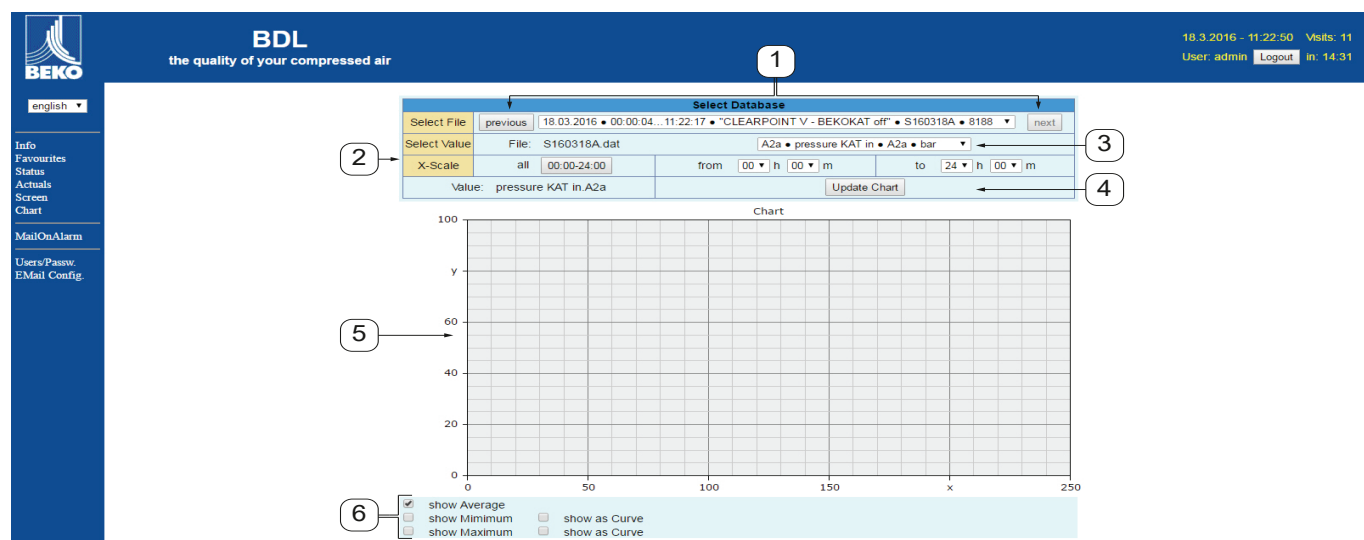 BEKO
BDL
the quality of your compressed air
18.3.2016 - 11:22:50 Visits: 11
User: admin Logout in: 14:31
1
english ▼
Info
Favourites
Status
Actuals
Screen
Chart
MailOnAlarm
Users/Passw.
EMail Config.
Select Database
Select File previous 18.03.2016 ● 00:00:04...11:22:17 ● "CLEARPOINT V - BEKOKAT off" ● S160318A ● 8188 ▼ next
Select Value File: S160318A.dat A2a ● pressure KAT in ● A2a ● bar ▼
3
2
X-Scale all 00:00-24:00 from 00 ▼ h 00 ▼ m to 24 ▼ h 00 ▼ m
Value: pressure KAT in.A2a Update Chart
4
Chart
100
y
60
5
40
20
0
0 50 100 150 x 250
6
show Average
show Mimimum show as Curve
show Maximum show as Curve